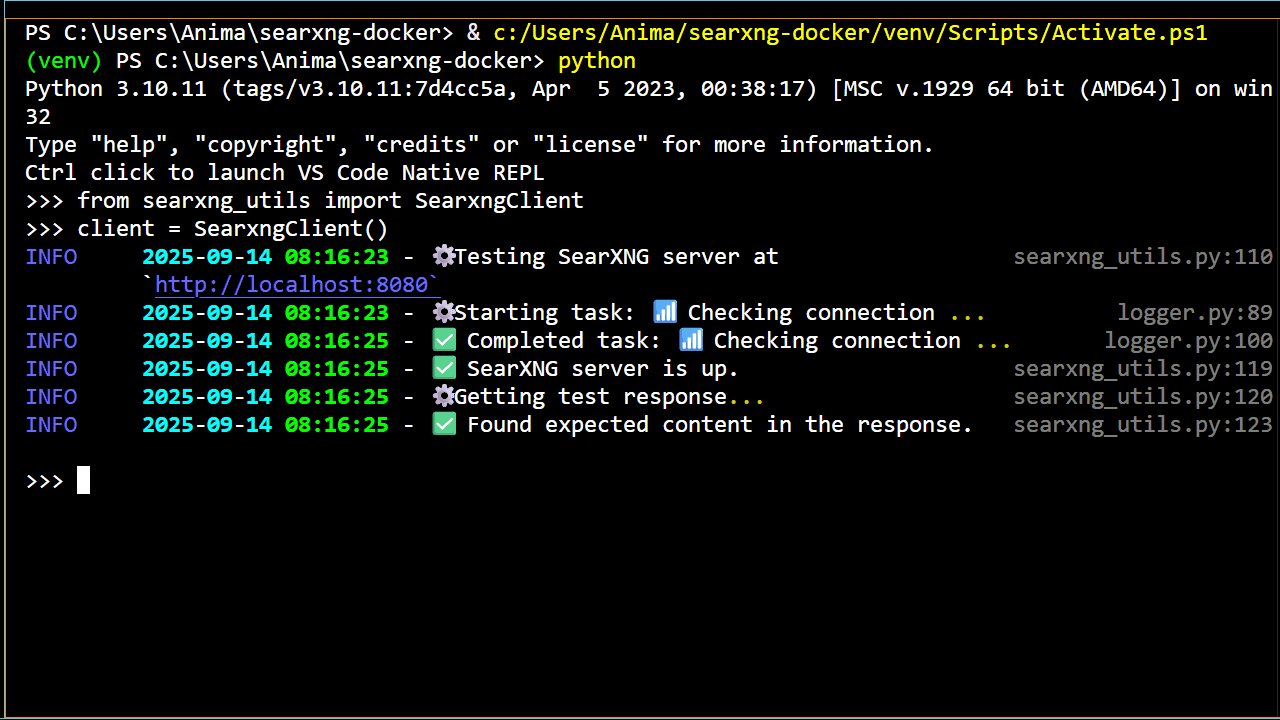 PS C:\Users\Anima\searxng-docker> & c:/Users/Anima/searxng-docker/venv/Scripts/Activate.ps1
(venv) PS C:\Users\Anima\searxng-docker> python
Python 3.10.11 (tags/v3.10.11:7d4cc5a, Apr  5 2023, 00:38:17) [MSC v.1929 64 bit (AMD64)] on win
32
Type "help", "copyright", "credits" or "license" for more information.
Ctrl click to launch VS Code Native REPL
>>> from searxng_utils import SearxngClient
>>> client = SearxngClient()
INFO     2025-09-14 08:16:23 - ⚙Testing SearXNG server at searxng_utils.py:110
`http://localhost:8080`
INFO     2025-09-14 08:16:23 - ⚙Starting task: 📶 Checking connection ... logger.py:89
INFO     2025-09-14 08:16:25 - ✅ Completed task: 📶 Checking connection ... logger.py:100
INFO     2025-09-14 08:16:25 - ✅ SearXNG server is up. searxng_utils.py:119
INFO     2025-09-14 08:16:25 - ⚙Getting test response... searxng_utils.py:120
INFO     2025-09-14 08:16:25 - ✅ Found expected content in the response. searxng_utils.py:123
>>>